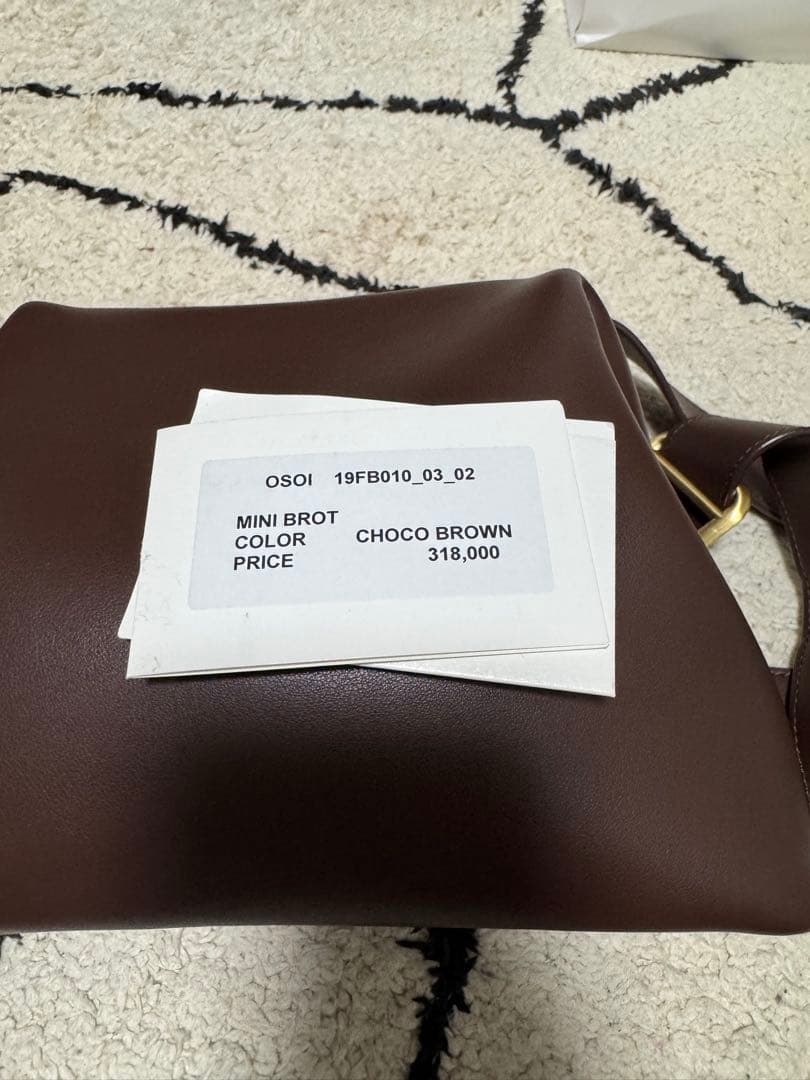 OSOI 19FB010_03_02
MINI BROT
COLOR CHOCO BROWN
PRICE 318,000